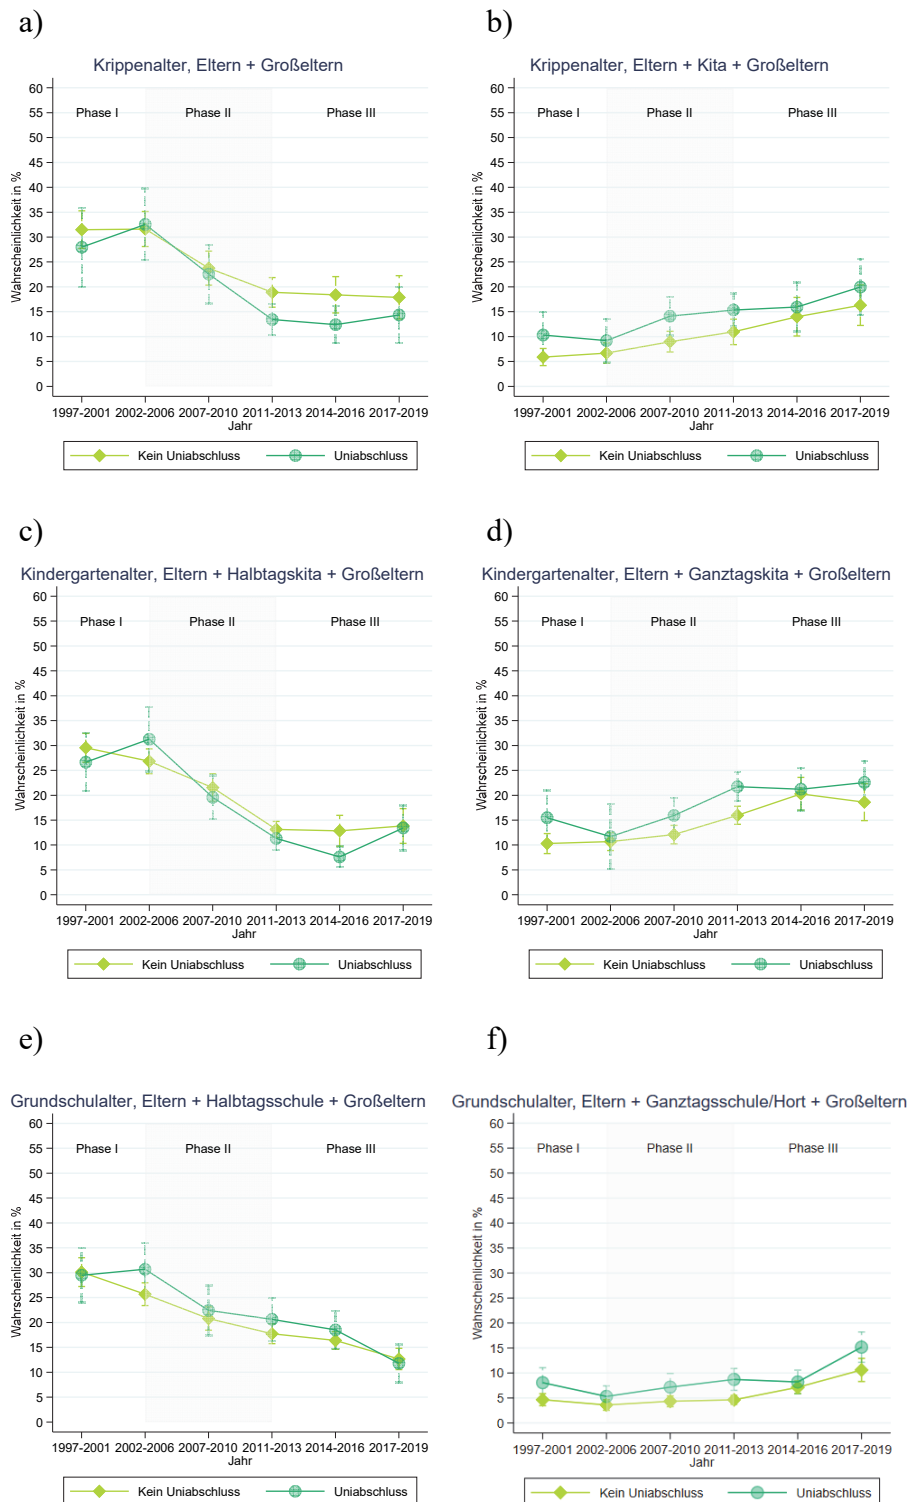 a)
Krippenalter, Eltern + Großeltern
60
55
50
45
40
35
30
25
20
15
10
5
0
Wahrscheinlichkeit in %
Phase I Phase II Phase III
1997-2001 2002-2006 2007-2010 2011-2013 2014-2016 2017-2019
Jahr
Kein Uniabschluss Uniabschluss
b)
Krippenalter, Eltern + Kita + Großeltern
60
55
50
45
40
35
30
25
20
15
10
5
0
Wahrscheinlichkeit in %
Phase I Phase II Phase III
1997-2001 2002-2006 2007-2010 2011-2013 2014-2016 2017-2019
Jahr
Kein Uniabschluss Uniabschluss
c)
Kindergartenalter, Eltern + Halbtagskita + Großeltern
60
55
50
45
40
35
30
25
20
15
10
5
0
Wahrscheinlichkeit in %
Phase I Phase II Phase III
1997-2001 2002-2006 2007-2010 2011-2013 2014-2016 2017-2019
Jahr
Kein Uniabschluss Uniabschluss
d)
Kindergartenalter, Eltern + Ganztagskita + Großeltern
60
55
50
45
40
35
30
25
20
15
10
5
0
Wahrscheinlichkeit in %
Phase I Phase II Phase III
1997-2001 2002-2006 2007-2010 2011-2013 2014-2016 2017-2019
Jahr
Kein Uniabschluss Uniabschluss
e)
Grundschulalter, Eltern + Halbtagsschule + Großeltern
60
55
50
45
40
35
30
25
20
15
10
5
0
Wahrscheinlichkeit in %
Phase I Phase II Phase III
1997-2001 2002-2006 2007-2010 2011-2013 2014-2016 2017-2019
Jahr
Kein Uniabschluss Uniabschluss
f)
Grundschulalter, Eltern + Ganztagsschule/Hort + Großeltern
60
55
50
45
40
35
30
25
20
15
10
5
0
Wahrscheinlichkeit in %
Phase I Phase II Phase III
1997-2001 2002-2006 2007-2010 2011-2013 2014-2016 2017-2019
Jahr
Kein Uniabschluss Uniabschluss